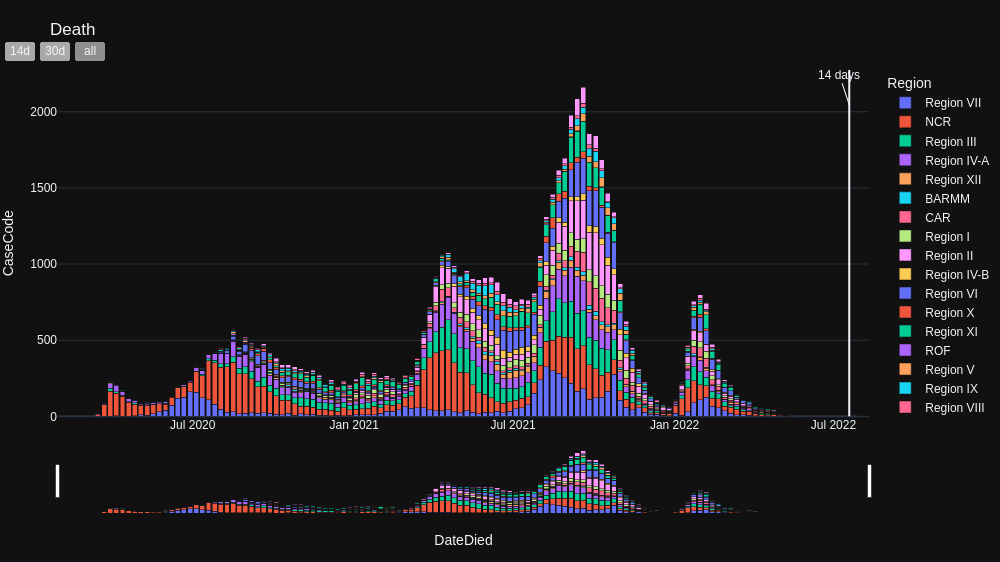 Death
14d 30d all
14 days
2000
1500
1000
500
0
CaseCode
Jul 2020 Jan 2021 Jul 2021 Jan 2022 Jul 2022
DateDied
Region
Region VII
NCR
Region III
Region IV-A
Region XII
BARMM
CAR
Region I
Region II
Region IV-B
Region VI
Region X
Region XI
ROF
Region V
Region IX
Region VIII